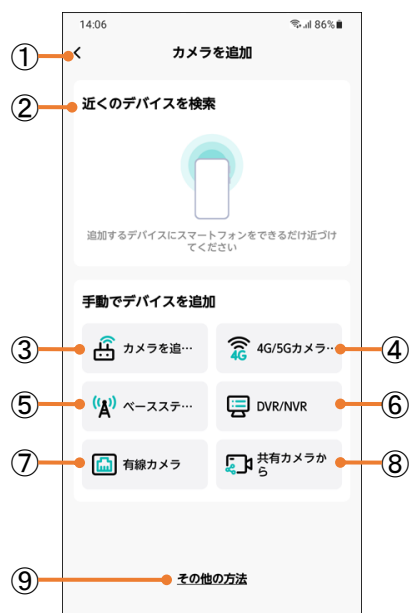 14:06 86%
① < カメラを追加
② 近くのデバイスを検索
追加するデバイスにスマートフォンをできるだけ近づけ
てください
手動でデバイスを追加
③ カメラを追… 4G 4G/5Gカメラ… ④
⑤ ベースステ… DVR/NVR ⑥
⑦ 有線カメラ 共有カメラか
ら ⑧
⑨ その他の方法